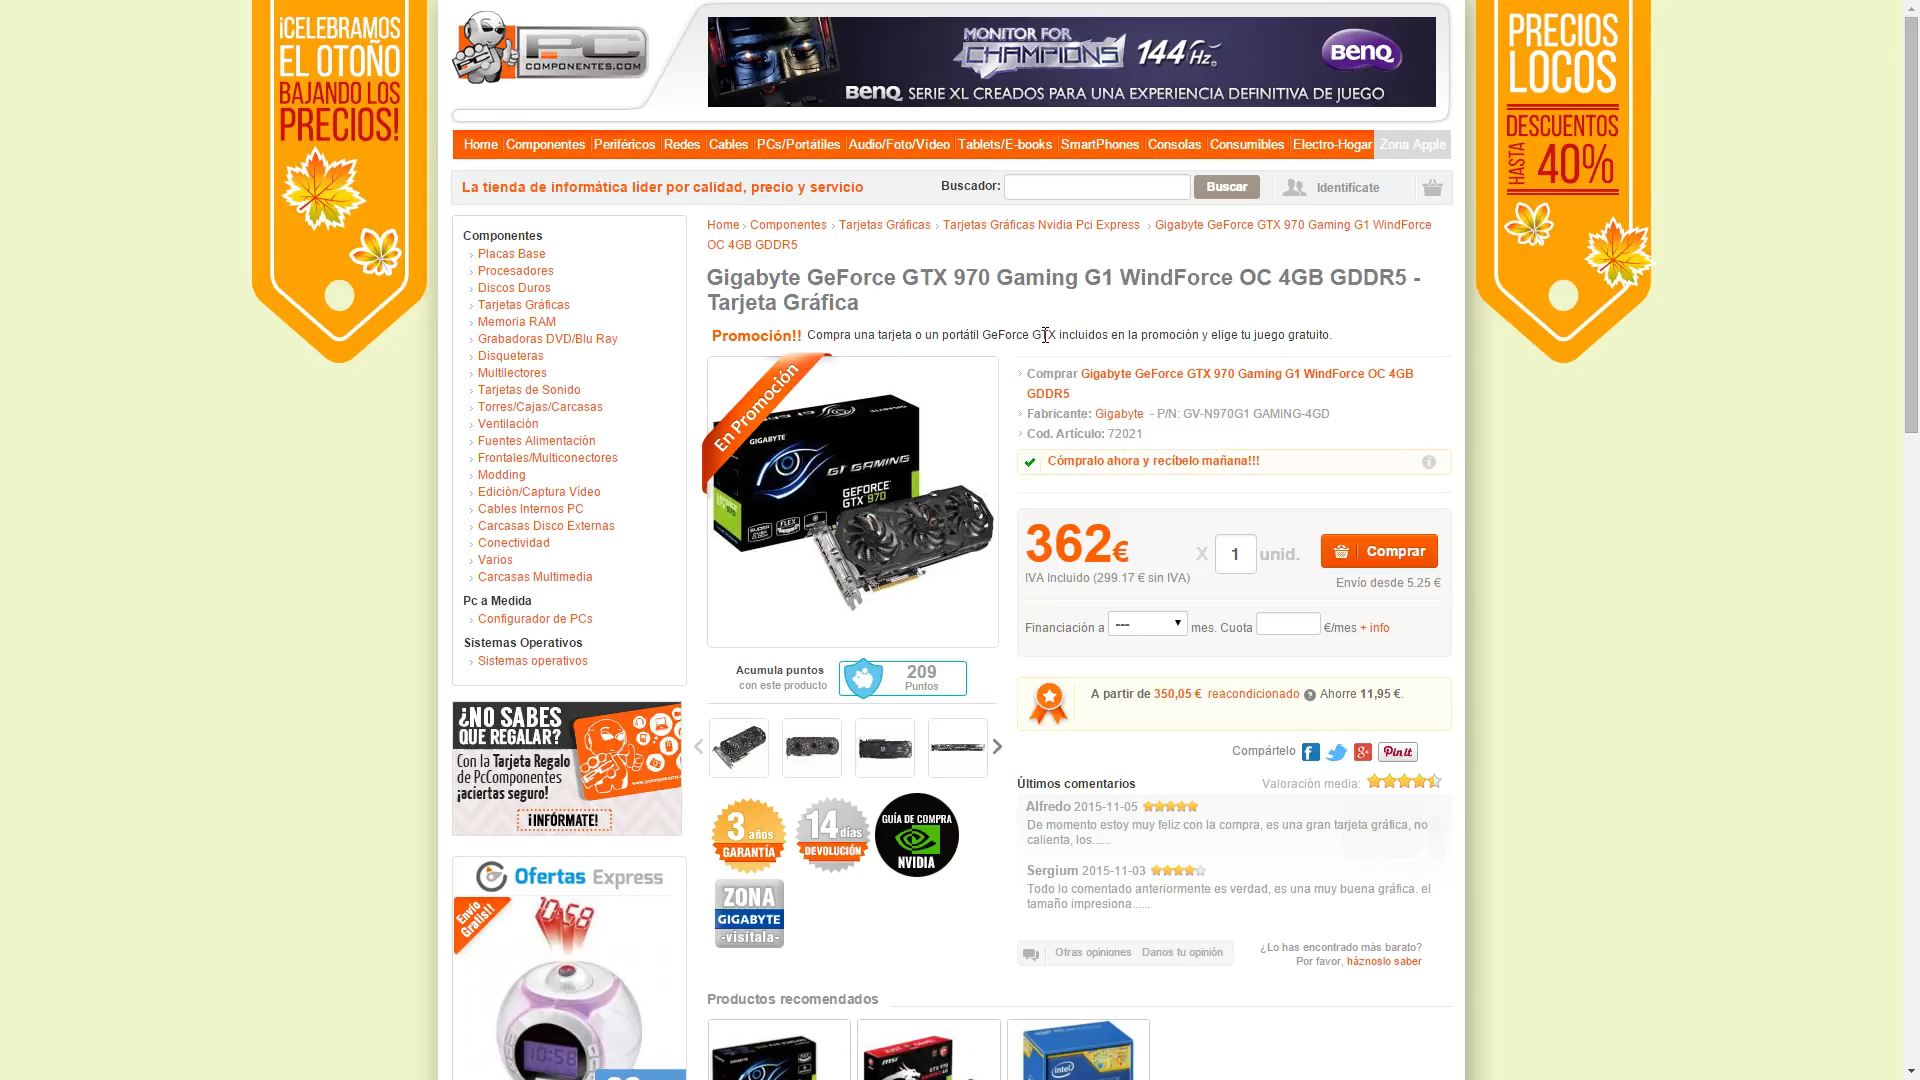 ¡CELEBRAMOS
EL OTOÑO
BAJANDO LOS
PRECIOS!
PC
COMPONENTES.COM
MONITOR FOR
CHAMPIONS 144Hz
BenQ
BenQ SERIE XL CREADOS PARA UNA EXPERIENCIA DEFINITIVA DE JUEGO
PRECIOS
LOCOS
DESCUENTOS
HASTA 40%
Home Componentes Periféricos Redes Cables PCs/Portátiles Audio/Foto/Vídeo Tablets/E-books SmartPhones Consolas Consumibles Electro-Hogar Zona Apple
La tienda de informática líder por calidad, precio y servicio
Buscador:
Buscar
Identifícate
Componentes
Placas Base
Procesadores
Discos Duros
Tarjetas Gráficas
Memoria RAM
Grabadoras DVD/Blu Ray
Disqueteras
Multilectores
Tarjetas de Sonido
Torres/Cajas/Carcasas
Ventilación
Fuentes Alimentación
Frontales/Multiconectores
Modding
Edición/Captura Vídeo
Cables Internos PC
Carcasas Disco Externas
Conectividad
Varios
Carcasas Multimedia
Pc a Medida
Configurador de PCs
Sistemas Operativos
Sistemas operativos
¿NO SABES
QUE REGALAR?
Con la Tarjeta Regalo
de PcComponentes
¡aciertas seguro!
¡INFÓRMATE!
Ofertas Express
Envío
Gratis!!
10:58
10:58
Home › Componentes › Tarjetas Gráficas › Tarjetas Gráficas Nvidia Pci Express › Gigabyte GeForce GTX 970 Gaming G1 WindForce
OC 4GB GDDR5
Gigabyte GeForce GTX 970 Gaming G1 WindForce OC 4GB GDDR5 -
Tarjeta Gráfica
Promoción!! Compra una tarjeta o un portátil GeForce GTX incluidos en la promoción y elige tu juego gratuito.
En Promoción
GIGABYTE
G1 GAMING
GEFORCE
GTX 970
Acumula puntos
con este producto
209
Puntos
3 años
GARANTÍA
14 días
DEVOLUCIÓN
GUÍA DE COMPRA
NVIDIA
ZONA
GIGABYTE
-visítala-
Comprar Gigabyte GeForce GTX 970 Gaming G1 WindForce OC 4GB
GDDR5
Fabricante: Gigabyte - P/N: GV-N970G1 GAMING-4GD
Cod. Artículo: 72021
Cómpralo ahora y recíbelo mañana!!!
362€
X 1 unid.
Comprar
IVA Incluido (299.17 € sin IVA)
Envío desde 5.25 €
Financiación a --- mes. Cuota €/mes + info
A partir de 350,05 € reacondicionado ? Ahorre 11,95 €.
Compártelo
Pin it
Últimos comentarios
Valoración media:
Alfredo 2015-11-05
De momento estoy muy feliz con la compra, es una gran tarjeta gráfica, no
calienta, los......
Sergium 2015-11-03
Todo lo comentado anteriormente es verdad, es una muy buena gráfica. el
tamaño impresiona......
Otras opiniones Danos tu opinión
¿Lo has encontrado más barato?
Por favor, háznoslo saber
Productos recomendados
GIGABYTE
msi
intel